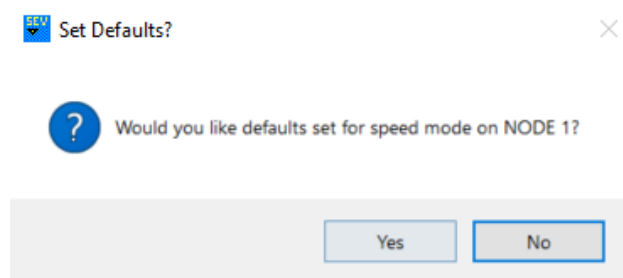 SEV
Set Defaults?
Would you like defaults set for speed mode on NODE 1?
Yes
No